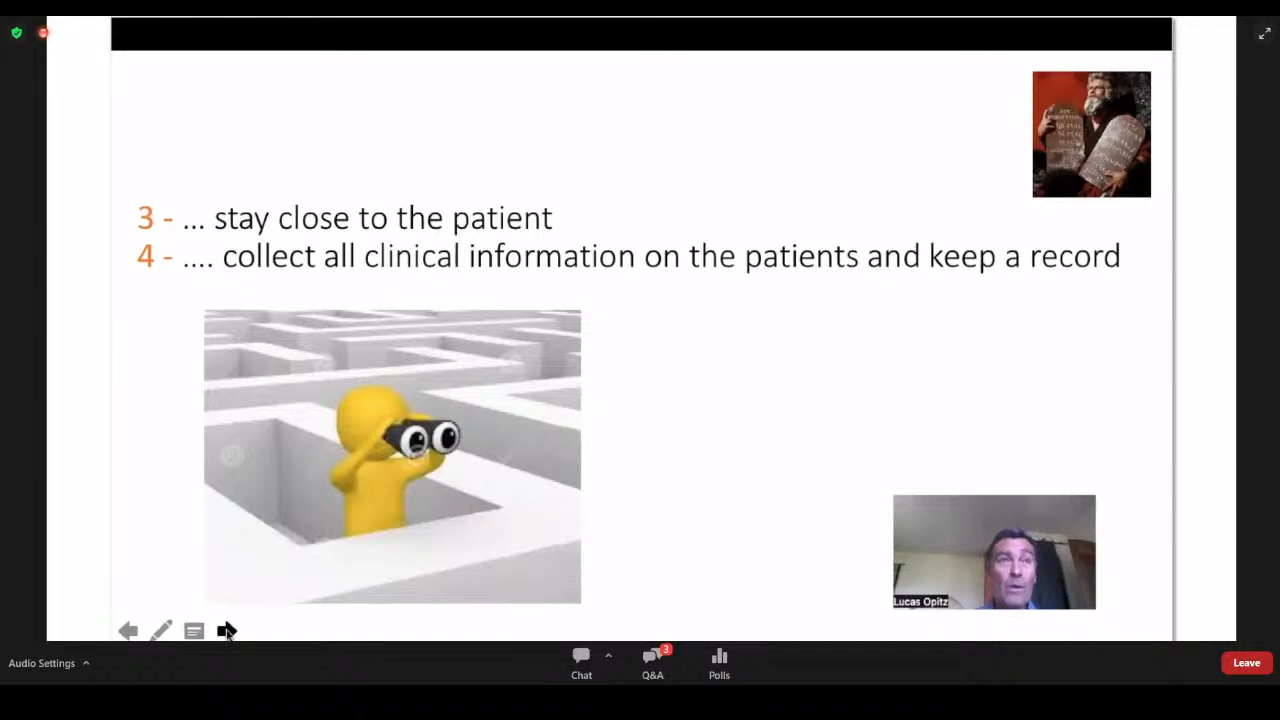 3 - ... stay close to the patient
4 - .... collect all clinical information on the patients and keep a record
Lucas Opitz
Audio Settings
Chat
Q&A
3
Polls
Leave